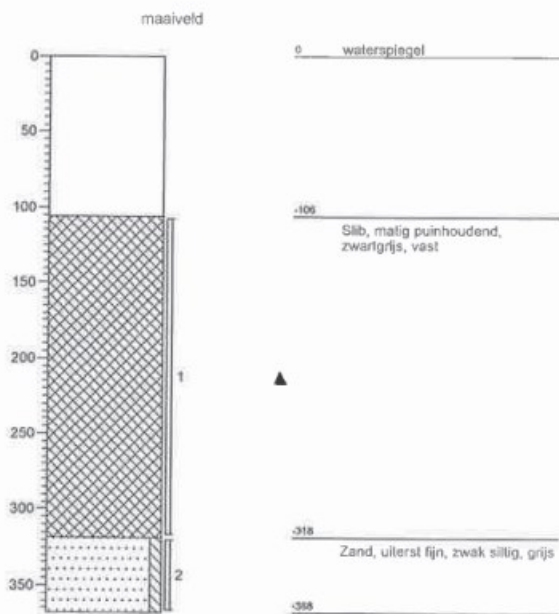 maaiveld
0
50
100
150
200
250
300
350
1
2
0 waterspiegel
-106
Slib, matig puinhoudend,
zwartgrijs, vast
-318
Zand, uiterst fijn, zwak siltig, grijs
-368